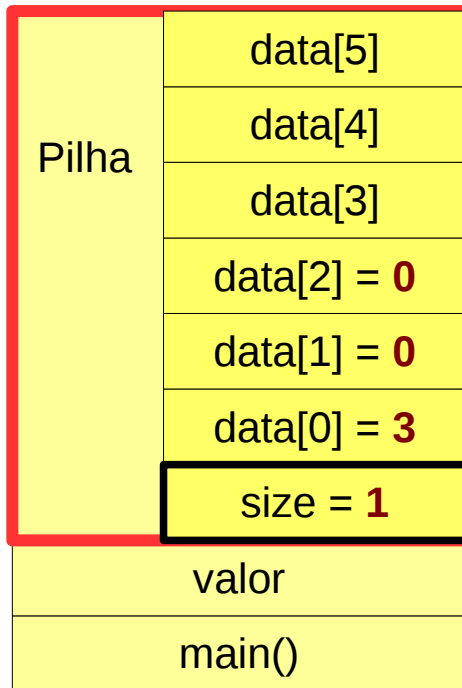 Pilha
data[5]
data[4]
data[3]
data[2] = 0
data[1] = 0
data[0] = 3
size = 1
valor
main()